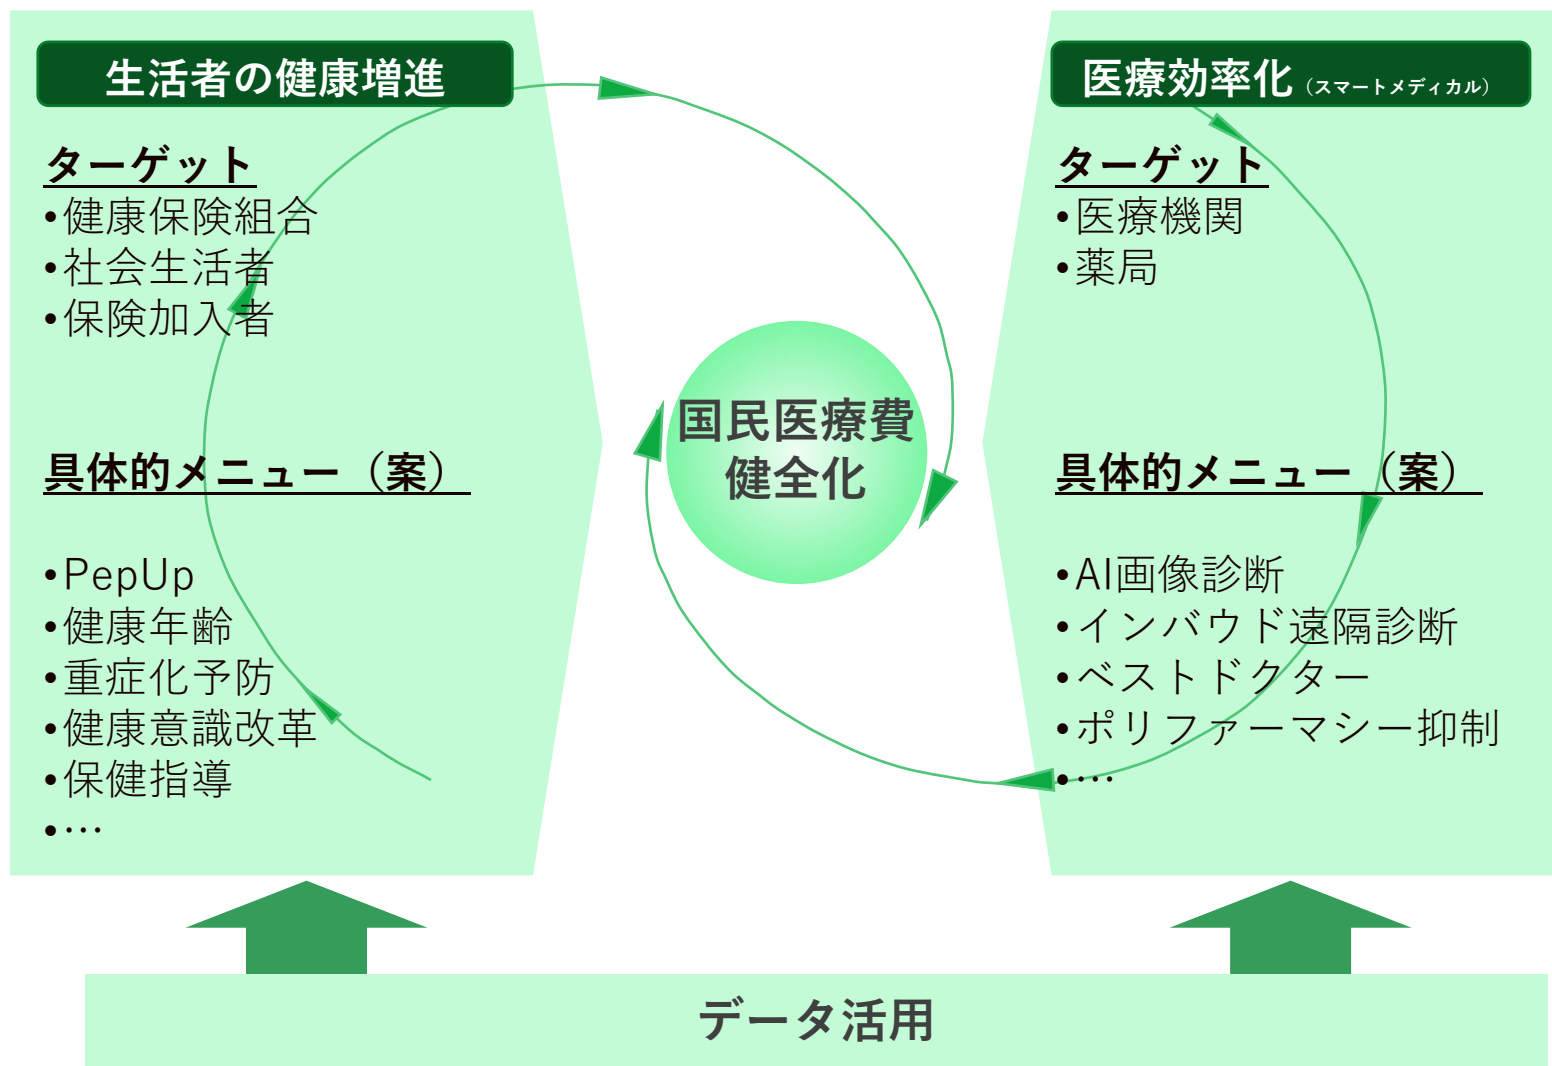 生活者の健康増進
ターゲット
•健康保険組合
•社会生活者
•保険加入者
具体的メニュー（案）
•PepUp
•健康年齢
•重症化予防
•健康意識改革
•保健指導
•…
国民医療費
健全化
医療効率化（スマートメディカル）
ターゲット
•医療機関
•薬局
具体的メニュー（案）
•AI画像診断
•インバウド遠隔診断
•ベストドクター
•ポリファーマシー抑制
•…
データ活用